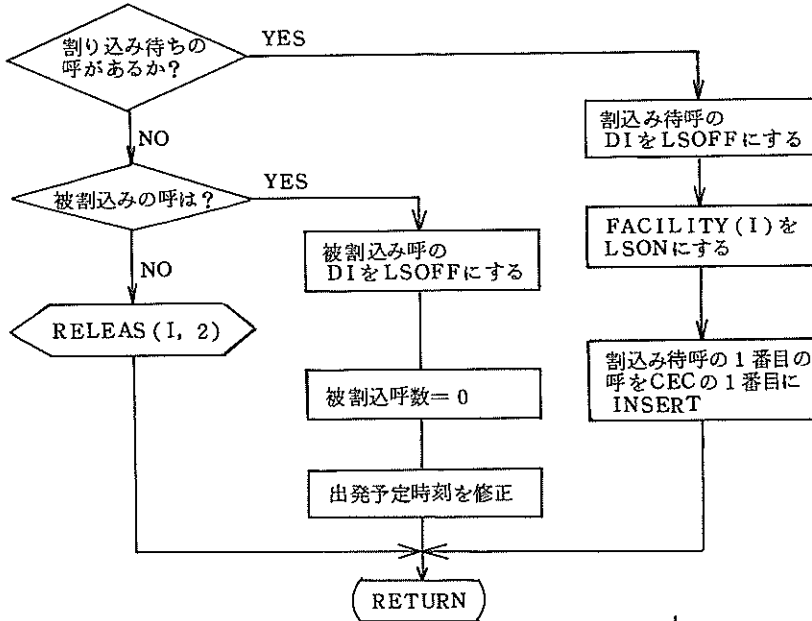 割り込み待ちの
呼があるか?
YES
NO
割込み待呼の
DIをLSOFFにする
被割込みの呼は?
YES
NO
FACILITY(I)を
LSONにする
被割込み呼の
DIをLSOFFにする
RELEAS(I, 2)
割込み待呼の1番目の
呼をCECの1番目に
INSERT
被割込呼数=0
出発予定時刻を修正
RETURN